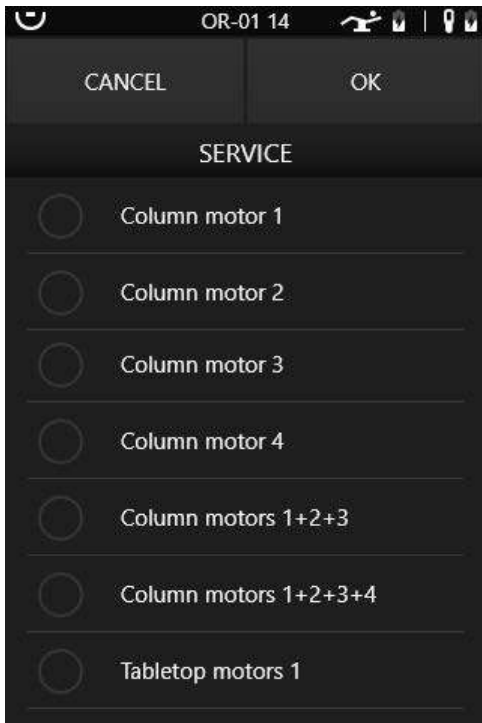 OR-01 14
CANCEL OK
SERVICE
Column motor 1
Column motor 2
Column motor 3
Column motor 4
Column motors 1+2+3
Column motors 1+2+3+4
Tabletop motors 1